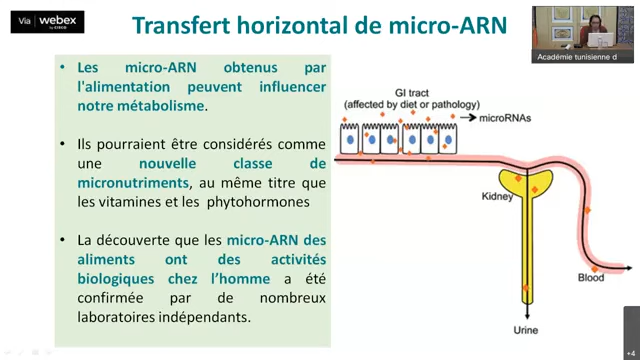 Via
webex
by CISCO
Transfert horizontal de micro-ARN
Académie tunisienne d
• Les micro-ARN obtenus par
l'alimentation peuvent influencer
notre métabolisme.
• Ils pourraient être considérés comme
une nouvelle classe de
micronutriments, au même titre que
les vitamines et les phytohormones
• La découverte que les micro-ARN des
aliments ont des activités
biologiques chez l’homme a été
confirmée par de nombreux
laboratoires indépendants.
GI tract
(affected by diet or pathology)
microRNAs
Kidney
Blood
Urine
+4